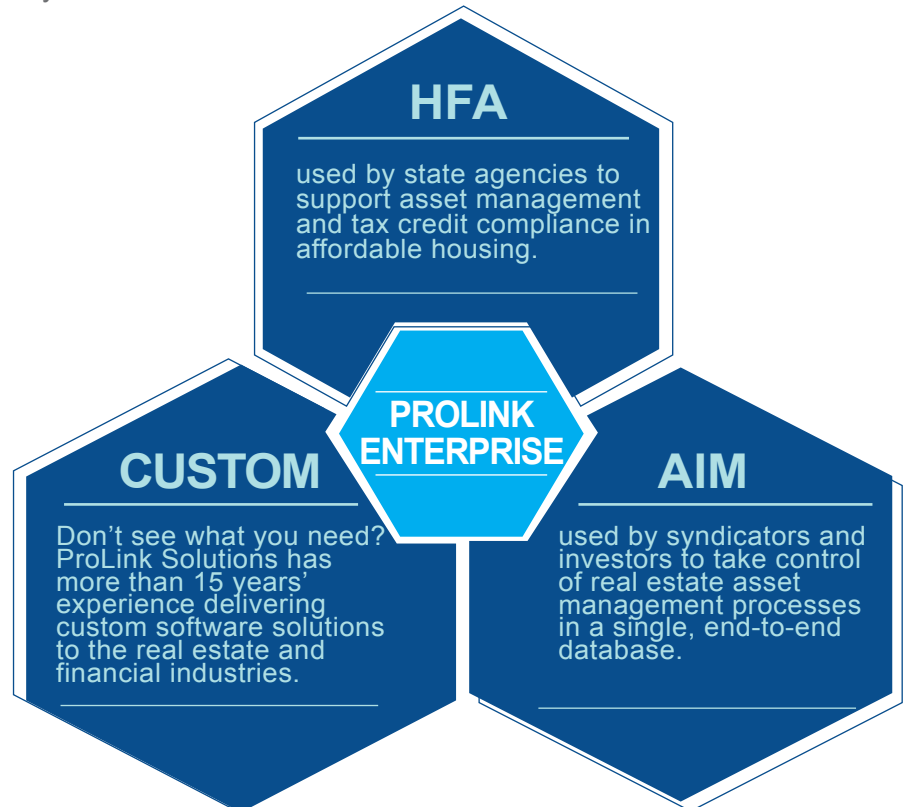 HFA
used by state agencies to
support asset management
and tax credit compliance in
affordable housing.
PROLINK
ENTERPRISE
CUSTOM
Don’t see what you need?
ProLink Solutions has
more than 15 years’
experience delivering
custom software solutions
to the real estate and
financial industries.
AIM
used by syndicators and
investors to take control
of real estate asset
management processes
in a single, end-to-end
database.